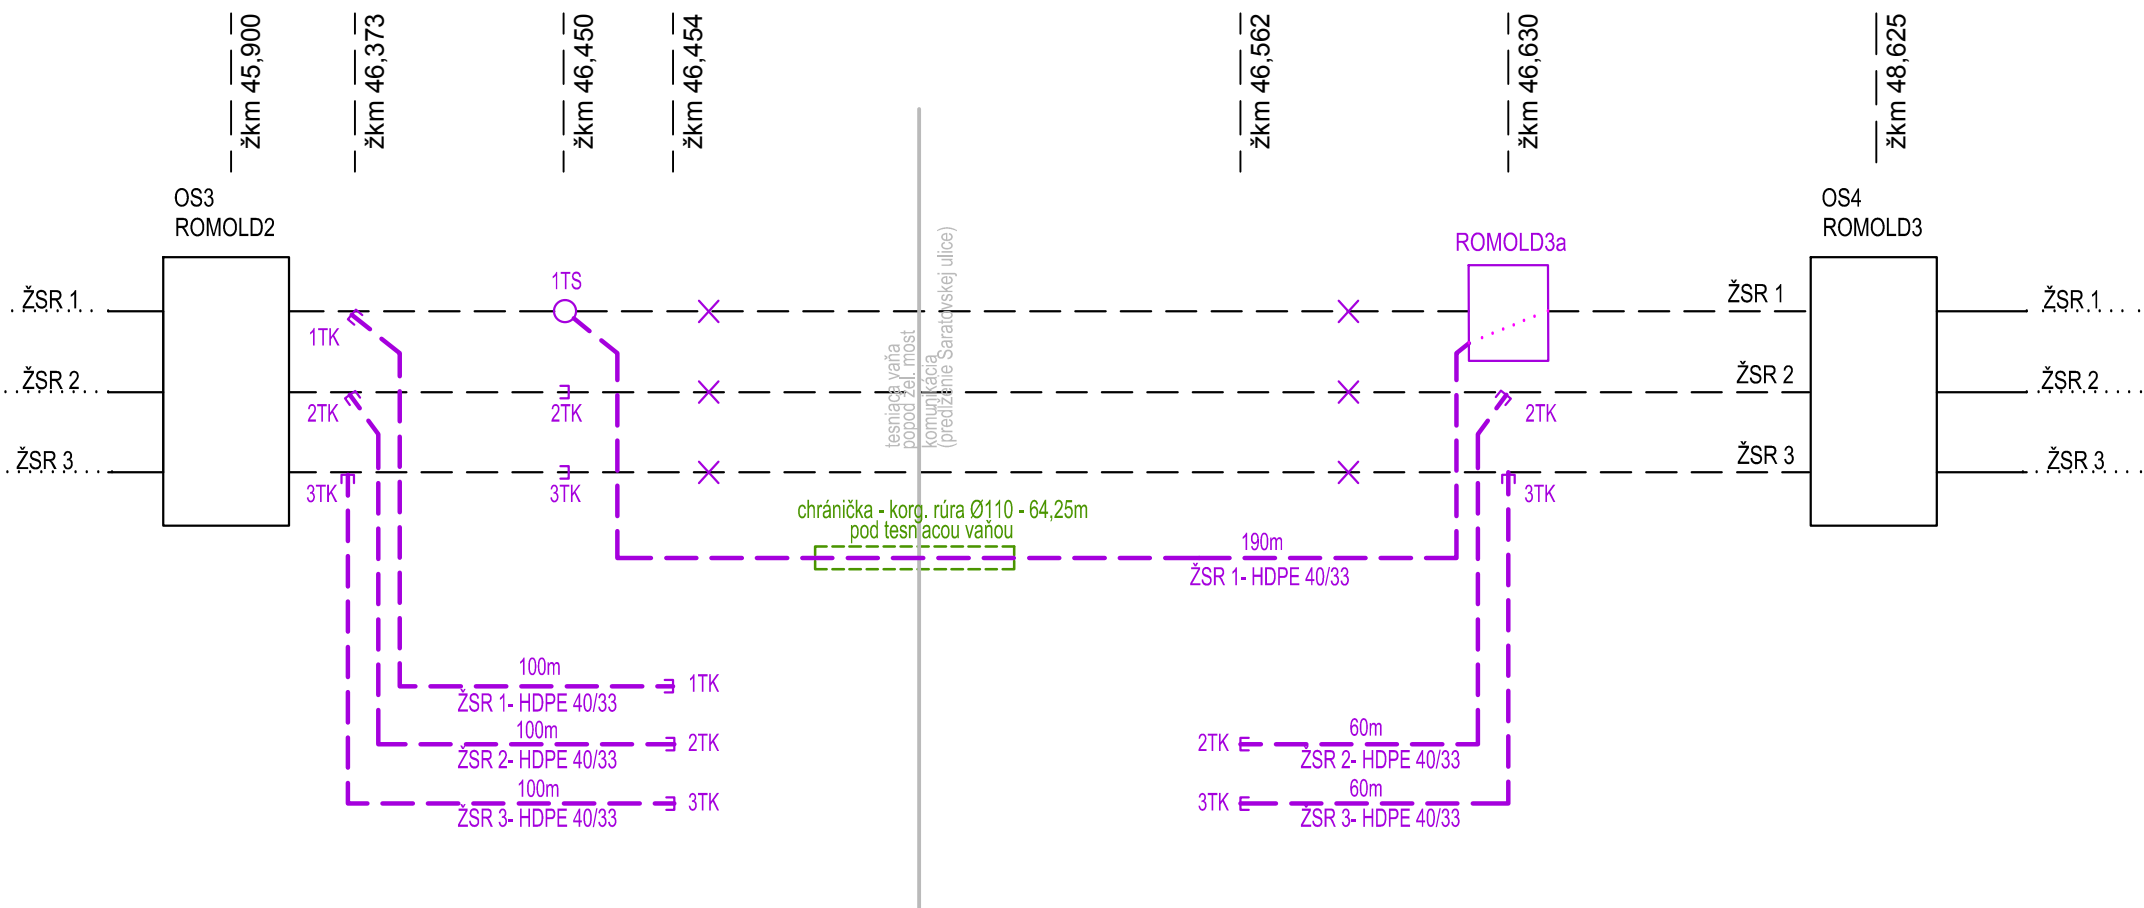 žkm 45,900
žkm 46,373
žkm 46,450
žkm 46,454
žkm 46,562
žkm 46,630
žkm 48,625
OS3
ROMOLD2
OS4
ROMOLD3
ROMOLD3a
1TS
ŽSR 1
ŽSR 1
ŽSR 1
1TK
ŽSR 2
ŽSR 2
ŽSR 2
2TK
2TK
2TK
ŽSR 3
ŽSR 3
ŽSR 3
3TK
3TK
3TK
tesniaca vaňa
popod žel. most
komunikácia
(predĺženie Saratovskej ulice)
chránička - korg. rúra Ø110 - 64,25m
pod tesniacou vaňou
190m
ŽSR 1- HDPE 40/33
100m
1TK
ŽSR 1- HDPE 40/33
100m
2TK
ŽSR 2- HDPE 40/33
100m
3TK
ŽSR 3- HDPE 40/33
2TK
60m
ŽSR 2- HDPE 40/33
3TK
60m
ŽSR 3- HDPE 40/33